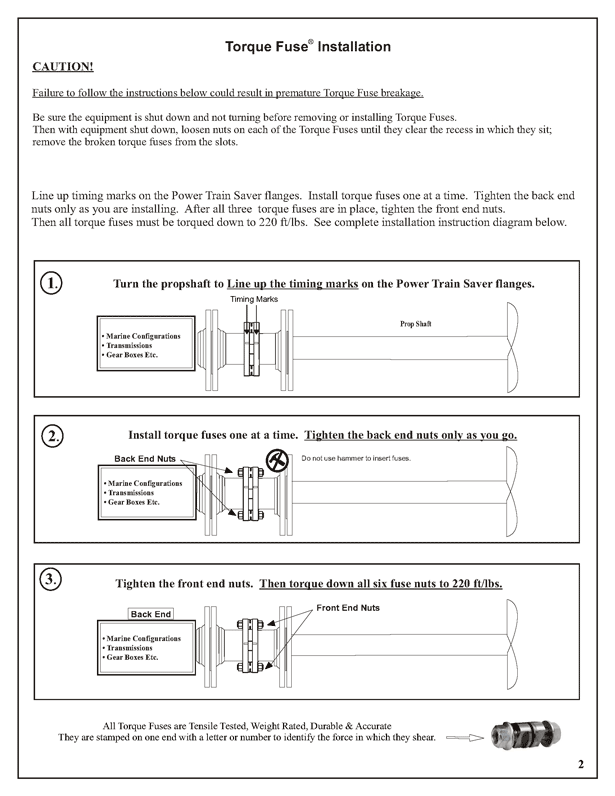 Torque Fuse® Installation
CAUTION!
Failure to follow the instructions below could result in premature Torque Fuse breakage.
Be sure the equipment is shut down and not turning before removing or installing Torque Fuses.
Then with equipment shut down, loosen nuts on each of the Torque Fuses until they clear the recess in which they sit;
remove the broken torque fuses from the slots.
Line up timing marks on the Power Train Saver flanges. Install torque fuses one at a time. Tighten the back end
nuts only as you are installing. After all three torque fuses are in place, tighten the front end nuts.
Then all torque fuses must be torqued down to 220 ft/lbs. See complete installation instruction diagram below.
1. Turn the propshaft to Line up the timing marks on the Power Train Saver flanges.
Timing Marks
Prop Shaft
• Marine Configurations
• Transmissions
• Gear Boxes Etc.
2. Install torque fuses one at a time. Tighten the back end nuts only as you go.
Back End Nuts
Do not use hammer to insert fuses.
• Marine Configurations
• Transmissions
• Gear Boxes Etc.
3. Tighten the front end nuts. Then torque down all six fuse nuts to 220 ft/lbs.
Back End
Front End Nuts
• Marine Configurations
• Transmissions
• Gear Boxes Etc.
All Torque Fuses are Tensile Tested, Weight Rated, Durable & Accurate
They are stamped on one end with a letter or number to identify the force in which they shear.
2